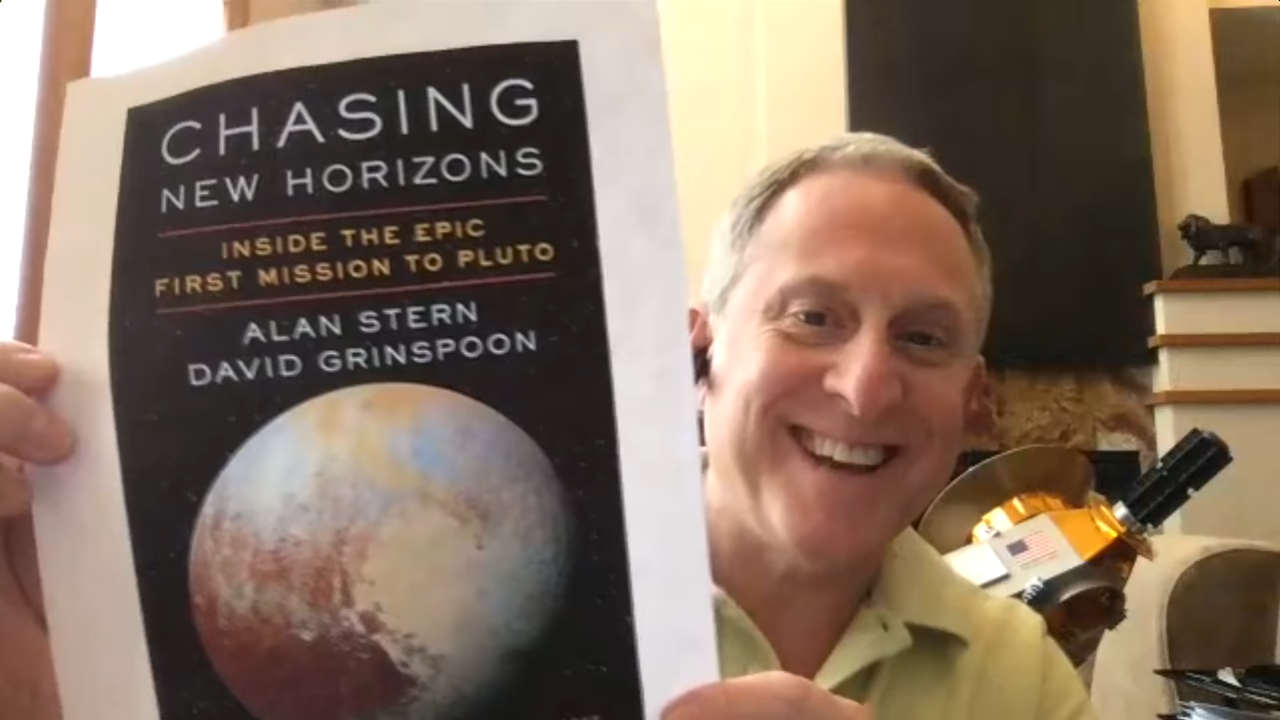 CHASING
NEW HORIZONS
INSIDE THE EPIC
FIRST MISSION TO PLUTO
ALAN STERN
DAVID GRINSPOON